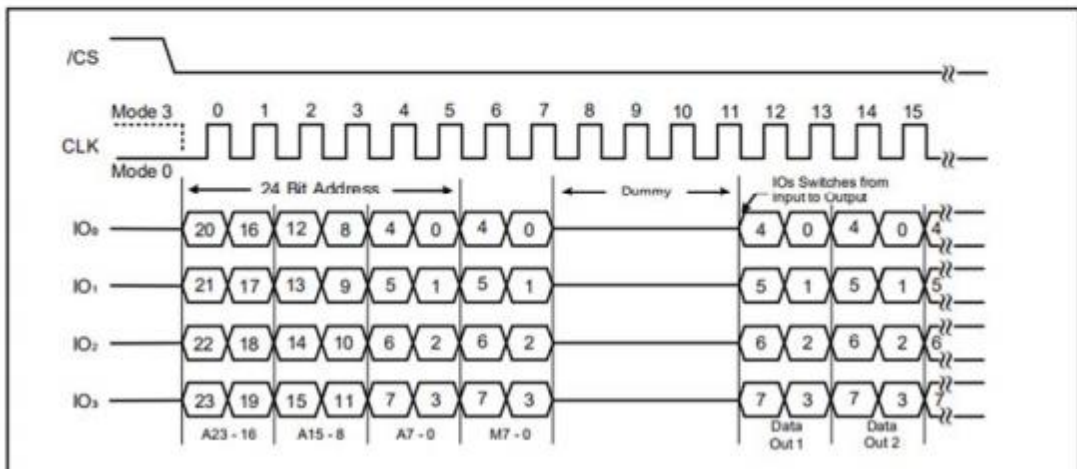 /CS
Mode 3 0 1 2 3 4 5 6 7 8 9 10 11 12 13 14 15
CLK
Mode 0
24 Bit Address
Dummy
IOs Switches from
Input to Output
IO₀ 20 16 12 8 4 0 4 0 4 0 4 0 4
IO₁ 21 17 13 9 5 1 5 1 5 1 5 1 5
IO₂ 22 18 14 10 6 2 6 2 6 2 6 2 6
IO₃ 23 19 15 11 7 3 7 3 7 3 7 3 7
A23 - 16 A15 - 8 A7 - 0 M7 - 0 Data Out 1 Data Out 2